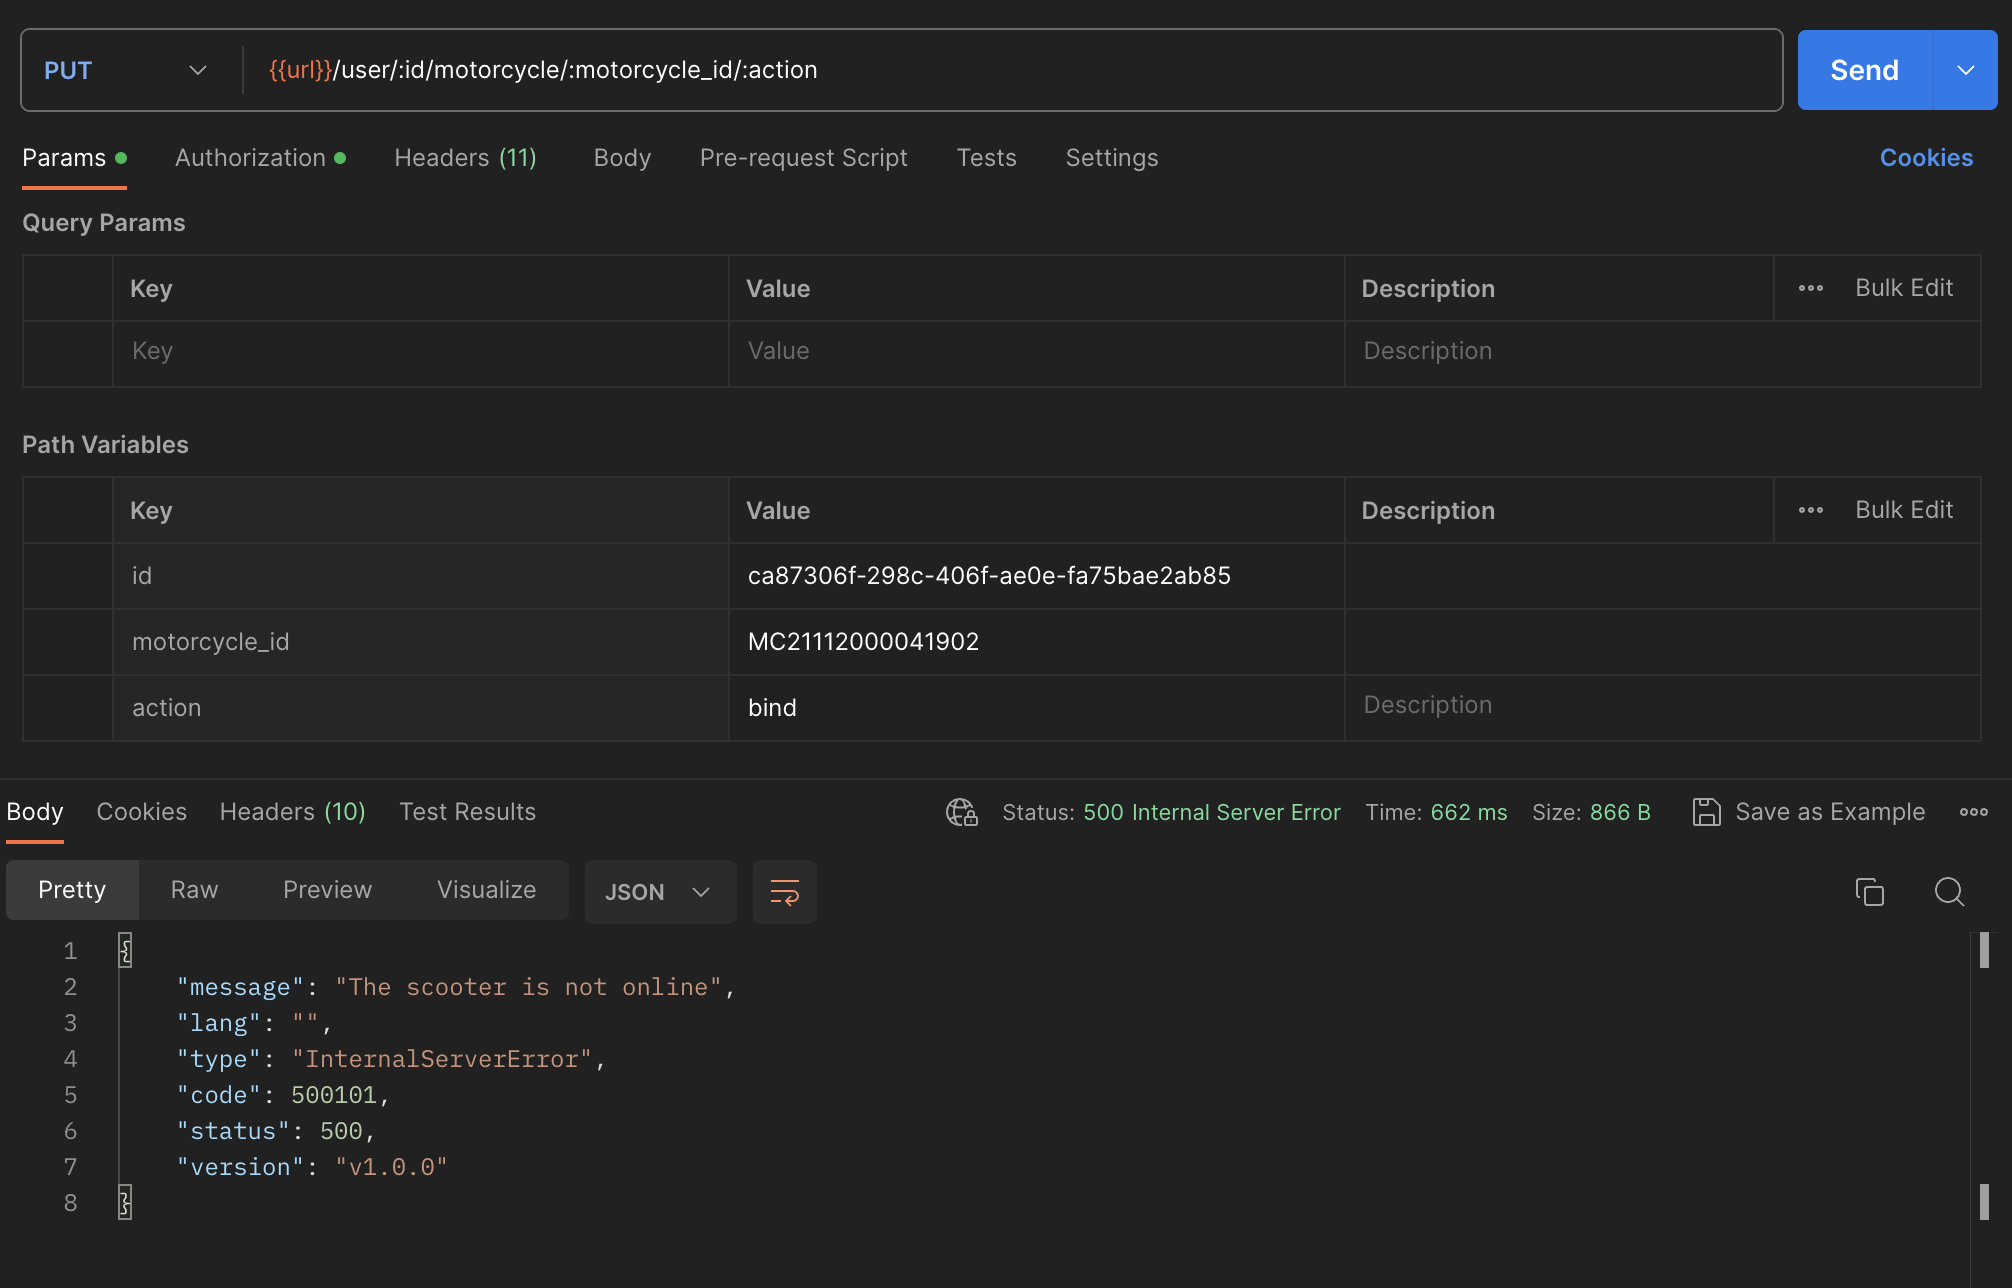 PUT {{url}}/user/:id/motorcycle/:motorcycle_id/:action Send
Params Authorization Headers (11) Body Pre-request Script Tests Settings Cookies
Query Params
Key Value Description Bulk Edit
Key Value Description
Path Variables
Key Value Description Bulk Edit
id ca87306f-298c-406f-ae0e-fa75bae2ab85
motorcycle_id MC21112000041902
action bind Description
Body Cookies Headers (10) Test Results Status: 500 Internal Server Error Time: 662 ms Size: 866 B Save as Example
Pretty Raw Preview Visualize JSON
1 {
2 "message": "The scooter is not online",
3 "lang": "",
4 "type": "InternalServerError",
5 "code": 500101,
6 "status": 500,
7 "version": "v1.0.0"
8 }